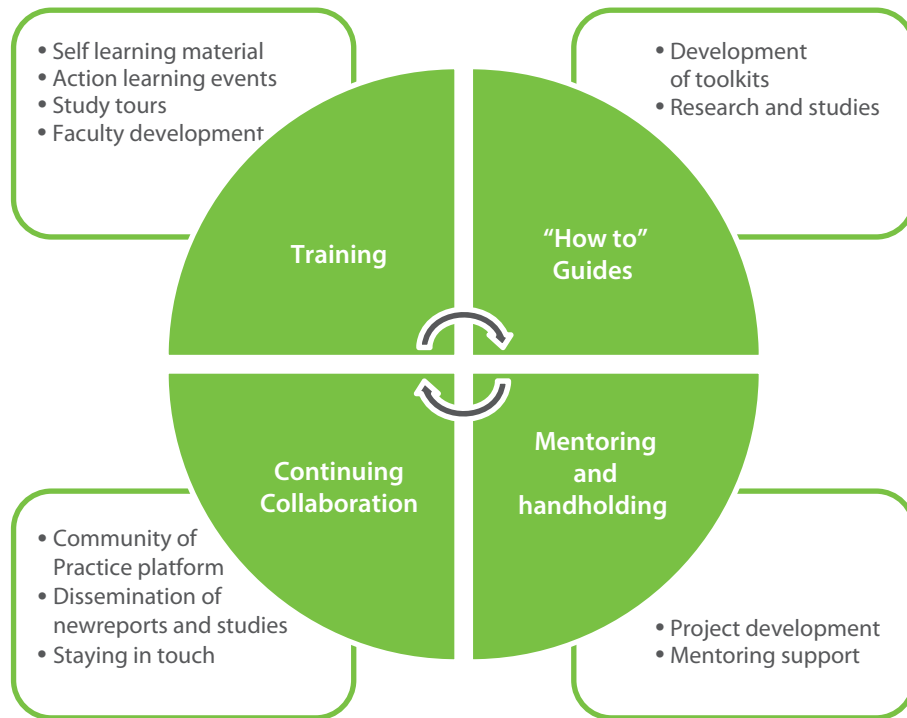 • Self learning material
• Action learning events
• Study tours
• Faculty development
• Development
of toolkits
• Research and studies
Training
“How to”
Guides
Continuing
Collaboration
Mentoring
and
handholding
• Community of
Practice platform
• Dissemination of
newreports and studies
• Staying in touch
• Project development
• Mentoring support